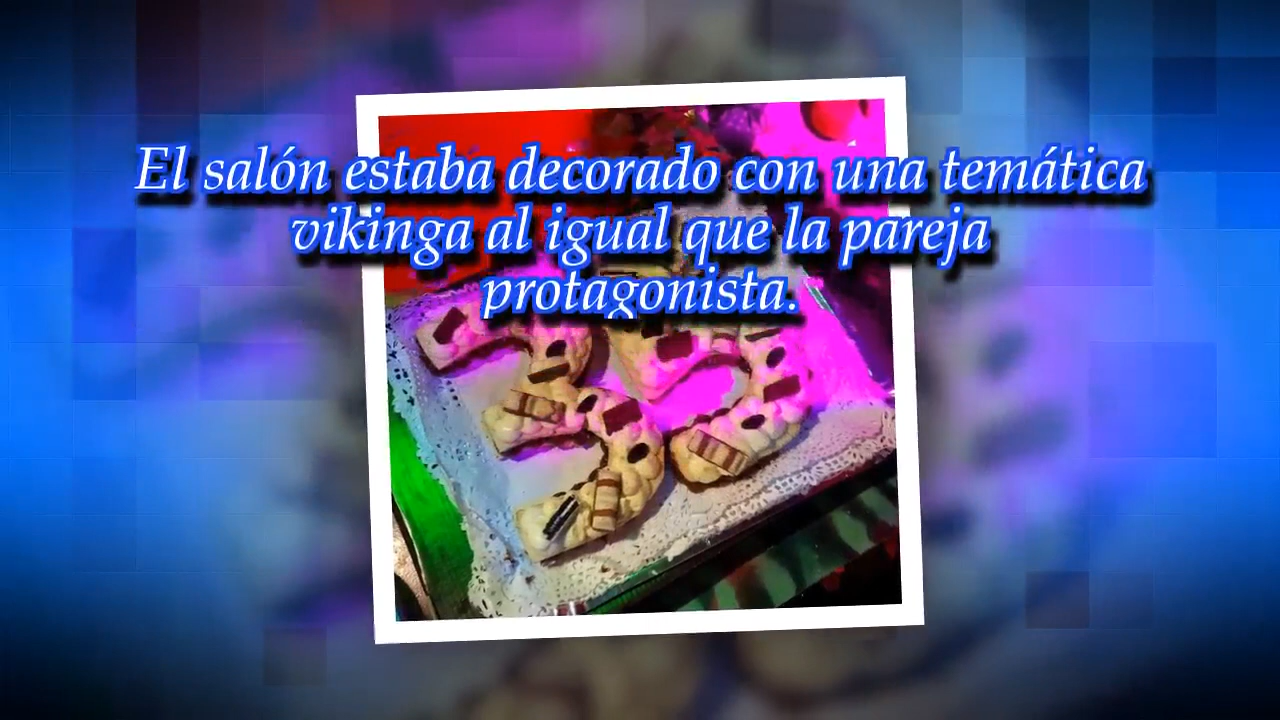 El salón estaba decorado con una temática
vikinga al igual que la pareja
protagonista.